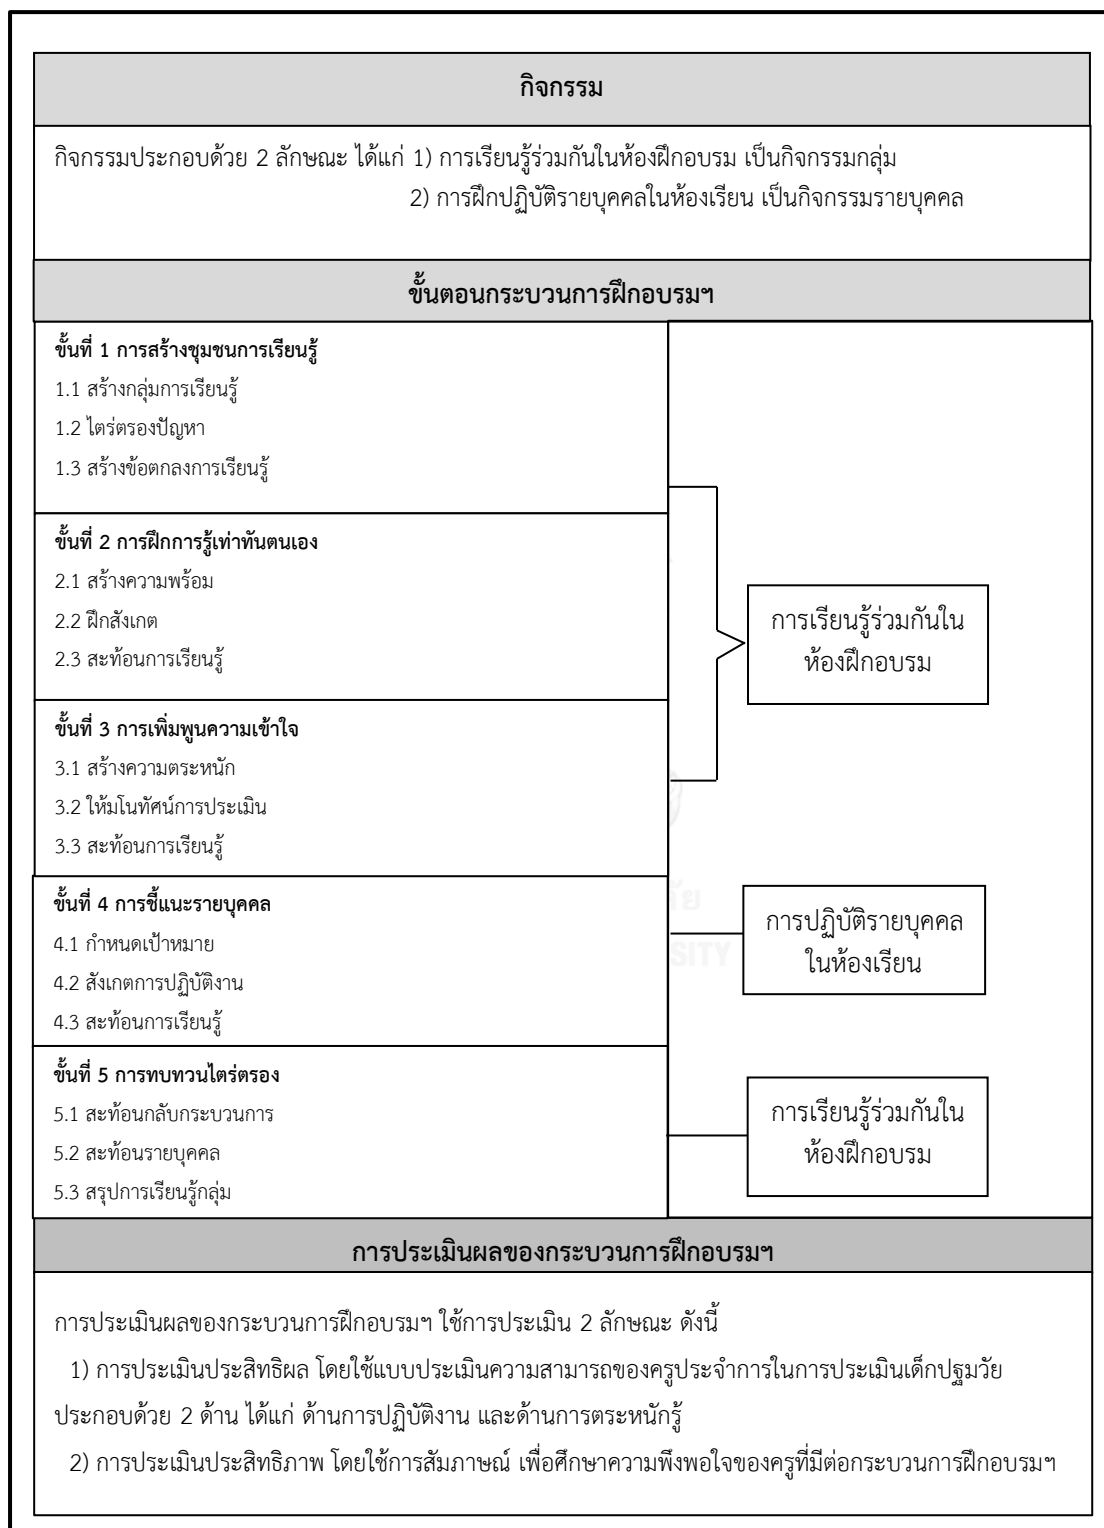 กิจกรรม
กิจกรรมประกอบด้วย 2 ลักษณะ ได้แก่ 1) การเรียนรู้ร่วมกันในห้องฝึกอบรม เป็นกิจกรรมกลุ่ม
2) การฝึกปฏิบัติรายบุคคลในห้องเรียน เป็นกิจกรรมรายบุคคล
ขั้นตอนกระบวนการฝึกอบรมฯ
ขั้นที่ 1 การสร้างชุมชนการเรียนรู้
1.1 สร้างกลุ่มการเรียนรู้
1.2 ไตร่ตรองปัญหา
1.3 สร้างข้อตกลงการเรียนรู้
ขั้นที่ 2 การฝึกการรู้เท่าทันตนเอง
2.1 สร้างความพร้อม
2.2 ฝึกสังเกต
2.3 สะท้อนการเรียนรู้
การเรียนรู้ร่วมกันใน
ห้องฝึกอบรม
ขั้นที่ 3 การเพิ่มพูนความเข้าใจ
3.1 สร้างความตระหนัก
3.2 ให้มโนทัศน์การประเมิน
3.3 สะท้อนการเรียนรู้
ขั้นที่ 4 การชี้แนะรายบุคคล
4.1 กำหนดเป้าหมาย
4.2 สังเกตการปฏิบัติงาน
4.3 สะท้อนการเรียนรู้
การปฏิบัติรายบุคคล
ในห้องเรียน
ขั้นที่ 5 การทบทวนไตร่ตรอง
5.1 สะท้อนกลับกระบวนการ
5.2 สะท้อนรายบุคคล
5.3 สรุปการเรียนรู้กลุ่ม
การเรียนรู้ร่วมกันใน
ห้องฝึกอบรม
การประเมินผลของกระบวนการฝึกอบรมฯ
การประเมินผลของกระบวนการฝึกอบรมฯ ใช้การประเมิน 2 ลักษณะ ดังนี้
1) การประเมินประสิทธิผล โดยใช้แบบประเมินความสามารถของครูประจำการในการประเมินเด็กปฐมวัย
ประกอบด้วย 2 ด้าน ได้แก่ ด้านการปฏิบัติงาน และด้านการตระหนักรู้
2) การประเมินประสิทธิภาพ โดยใช้การสัมภาษณ์ เพื่อศึกษาความพึงพอใจของครูที่มีต่อกระบวนการฝึกอบรมฯ